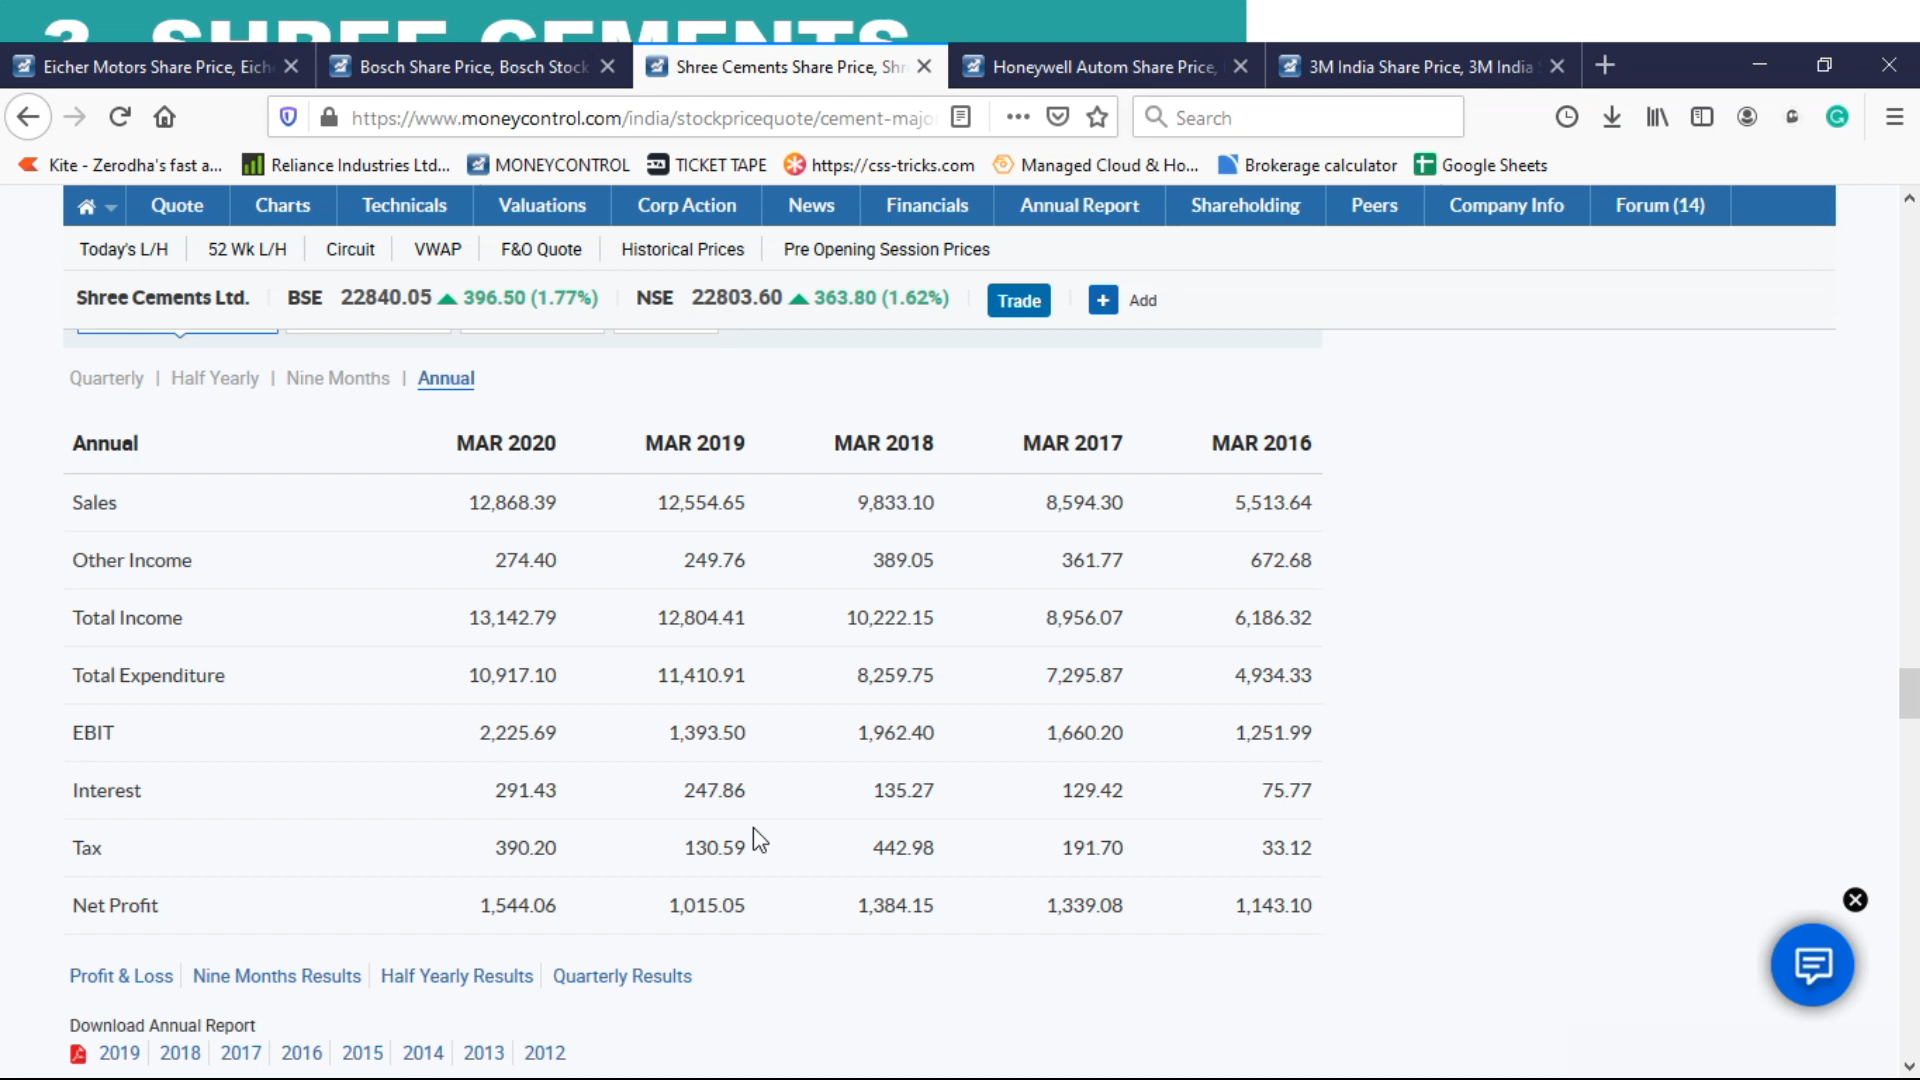 3. SHREE CEMENTS
Eicher Motors Share Price, Eich
Bosch Share Price, Bosch Stock
Shree Cements Share Price, Shr
Honeywell Autom Share Price,
3M India Share Price, 3M India
https://www.moneycontrol.com/india/stockpricequote/cement-majo
Search
Kite - Zerodha's fast a...
Reliance Industries Ltd...
MONEYCONTROL
TICKET TAPE
https://css-tricks.com
Managed Cloud & Ho...
Brokerage calculator
Google Sheets
Quote Charts Technicals Valuations Corp Action News Financials Annual Report Shareholding Peers Company Info Forum (14)
Today's L/H 52 Wk L/H Circuit VWAP F&O Quote Historical Prices Pre Opening Session Prices
Shree Cements Ltd. BSE 22840.05 396.50 (1.77%) NSE 22803.60 363.80 (1.62%) Trade + Add
Quarterly | Half Yearly | Nine Months | Annual
Annual MAR 2020 MAR 2019 MAR 2018 MAR 2017 MAR 2016
Sales 12,868.39 12,554.65 9,833.10 8,594.30 5,513.64
Other Income 274.40 249.76 389.05 361.77 672.68
Total Income 13,142.79 12,804.41 10,222.15 8,956.07 6,186.32
Total Expenditure 10,917.10 11,410.91 8,259.75 7,295.87 4,934.33
EBIT 2,225.69 1,393.50 1,962.40 1,660.20 1,251.99
Interest 291.43 247.86 135.27 129.42 75.77
Tax 390.20 130.59 442.98 191.70 33.12
Net Profit 1,544.06 1,015.05 1,384.15 1,339.08 1,143.10
Profit & Loss Nine Months Results Half Yearly Results Quarterly Results
Download Annual Report
2019 2018 2017 2016 2015 2014 2013 2012